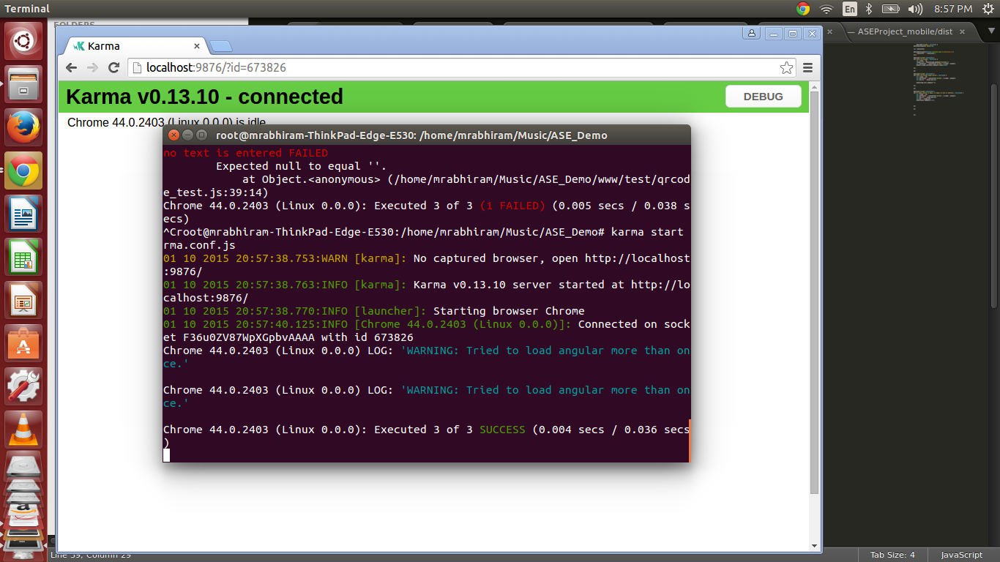 Terminal
En
8:57 PM
FOLDERS
ASEProject_mobile/dist
Karma
localhost:9876/?id=673826
Karma v0.13.10 - connected
DEBUG
Chrome 44.0.2403 (Linux 0.0.0) is idle
root@mrabhiram-ThinkPad-Edge-E530: /home/mrabhiram/Music/ASE_Demo
no text is entered FAILED
Expected null to equal ''.
at Object.<anonymous> (/home/mrabhiram/Music/ASE_Demo/www/test/qrcod
e_test.js:39:14)
Chrome 44.0.2403 (Linux 0.0.0): Executed 3 of 3 (1 FAILED) (0.005 secs / 0.038 s
ecs)
^Croot@mrabhiram-ThinkPad-Edge-E530:/home/mrabhiram/Music/ASE_Demo# karma start
rma.conf.js
01 10 2015 20:57:38.753:WARN [karma]: No captured browser, open http://localhost
:9876/
01 10 2015 20:57:38.763:INFO [karma]: Karma v0.13.10 server started at http://lo
calhost:9876/
01 10 2015 20:57:38.770:INFO [launcher]: Starting browser Chrome
01 10 2015 20:57:40.125:INFO [Chrome 44.0.2403 (Linux 0.0.0)]: Connected on sock
et F36u0ZV87WpXGpbvAAAA with id 673826
Chrome 44.0.2403 (Linux 0.0.0) LOG: 'WARNING: Tried to load angular more than on
ce.'
Chrome 44.0.2403 (Linux 0.0.0) LOG: 'WARNING: Tried to load angular more than on
ce.'
Chrome 44.0.2403 (Linux 0.0.0): Executed 3 of 3 SUCCESS (0.004 secs / 0.036 secs
)
Line 39, Column 29
Tab Size: 4
JavaScript